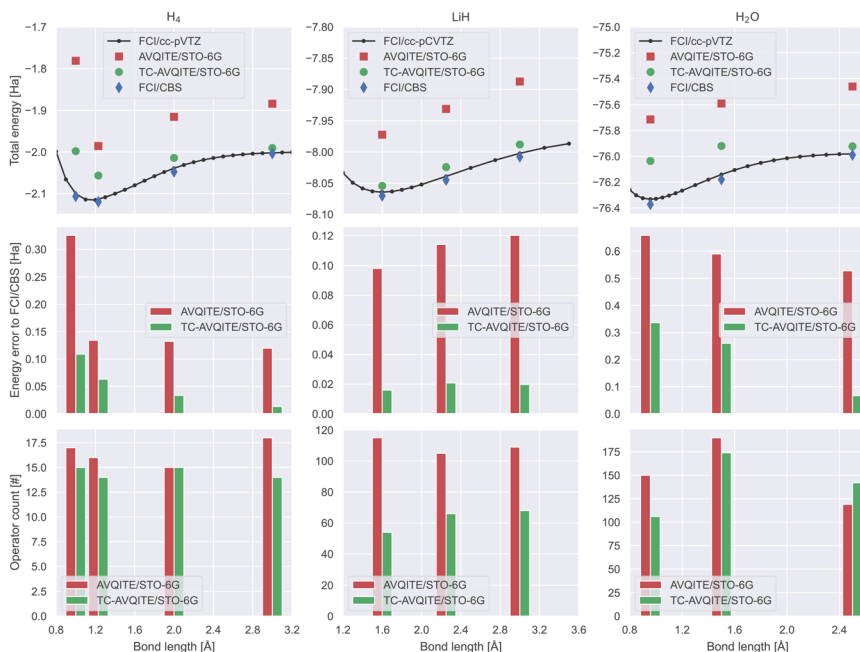 H₄
LiH
H₂O
Total energy [Ha]
−1.7
−1.8
−1.9
−2.0
−2.1
FCI/cc-pVTZ
AVQITE/STO-6G
TC-AVQITE/STO-6G
FCI/CBS
−7.80
−7.85
−7.90
−7.95
−8.00
−8.05
−8.10
FCI/cc-pCVTZ
AVQITE/STO-6G
TC-AVQITE/STO-6G
FCI/CBS
−75.0
−75.2
−75.4
−75.6
−75.8
−76.0
−76.2
−76.4
FCI/cc-pVTZ
AVQITE/STO-6G
TC-AVQITE/STO-6G
FCI/CBS
Energy error to FCI/CBS [Ha]
0.30
0.25
0.20
0.15
0.10
0.05
0.00
AVQITE/STO-6G
TC-AVQITE/STO-6G
0.12
0.10
0.08
0.06
0.04
0.02
0.00
AVQITE/STO-6G
TC-AVQITE/STO-6G
0.6
0.5
0.4
0.3
0.2
0.1
0.0
AVQITE/STO-6G
TC-AVQITE/STO-6G
Operator count [#]
17.5
15.0
12.5
10.0
7.5
5.0
2.5
0.0
AVQITE/STO-6G
TC-AVQITE/STO-6G
0.8 1.2 1.6 2.0 2.4 2.8 3.2
Bond length [Å]
120
100
80
60
40
20
0
AVQITE/STO-6G
TC-AVQITE/STO-6G
1.2 1.6 2.0 2.4 2.8 3.2 3.6
Bond length [Å]
175
150
125
100
75
50
25
0
AVQITE/STO-6G
TC-AVQITE/STO-6G
0.8 1.2 1.6 2.0 2.4
Bond length [Å]